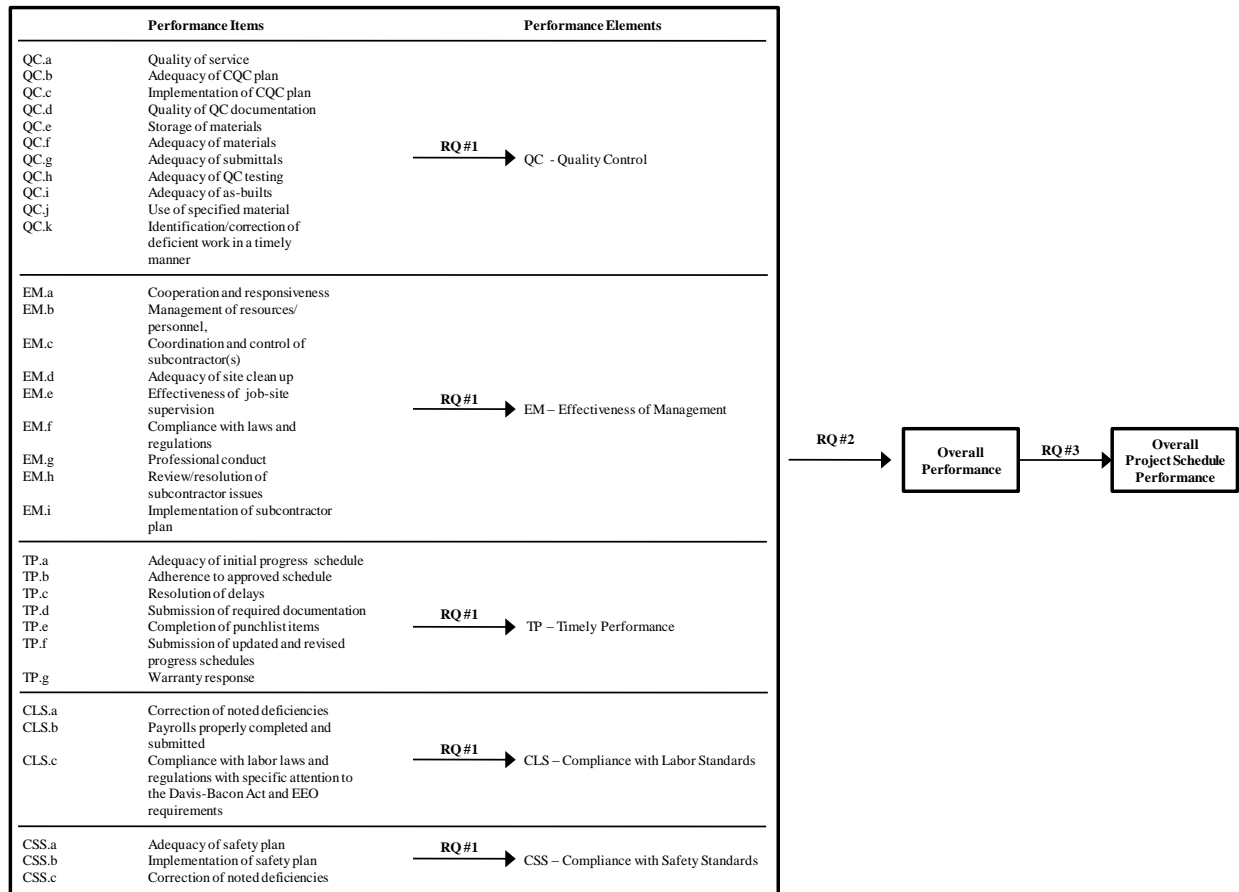 Performance Items Performance Elements
QC.a Quality of service
QC.b Adequacy of CQC plan
QC.c Implementation of CQC plan
QC.d Quality of QC documentation
QC.e Storage of materials
QC.f Adequacy of materials
QC.g Adequacy of submittals
QC.h Adequacy of QC testing
QC.i Adequacy of as-builts
QC.j Use of specified material
QC.k Identification/correction of
deficient work in a timely
manner
RQ #1
QC - Quality Control
EM.a Cooperation and responsiveness
EM.b Management of resources/
personnel,
EM.c Coordination and control of
subcontractor(s)
EM.d Adequacy of site clean up
EM.e Effectiveness of job-site
supervision
EM.f Compliance with laws and
regulations
EM.g Professional conduct
EM.h Review/resolution of
subcontractor issues
EM.i Implementation of subcontractor
plan
RQ #1
EM – Effectiveness of Management
TP.a Adequacy of initial progress schedule
TP.b Adherence to approved schedule
TP.c Resolution of delays
TP.d Submission of required documentation
TP.e Completion of punchlist items
TP.f Submission of updated and revised
progress schedules
TP.g Warranty response
RQ #1
TP – Timely Performance
CLS.a Correction of noted deficiencies
CLS.b Payrolls properly completed and
submitted
CLS.c Compliance with labor laws and
regulations with specific attention to
the Davis-Bacon Act and EEO
requirements
RQ #1
CLS – Compliance with Labor Standards
CSS.a Adequacy of safety plan
CSS.b Implementation of safety plan
CSS.c Correction of noted deficiencies
RQ #1
CSS – Compliance with Safety Standards
RQ #2
Overall
Performance
RQ #3
Overall
Project Schedule
Performance